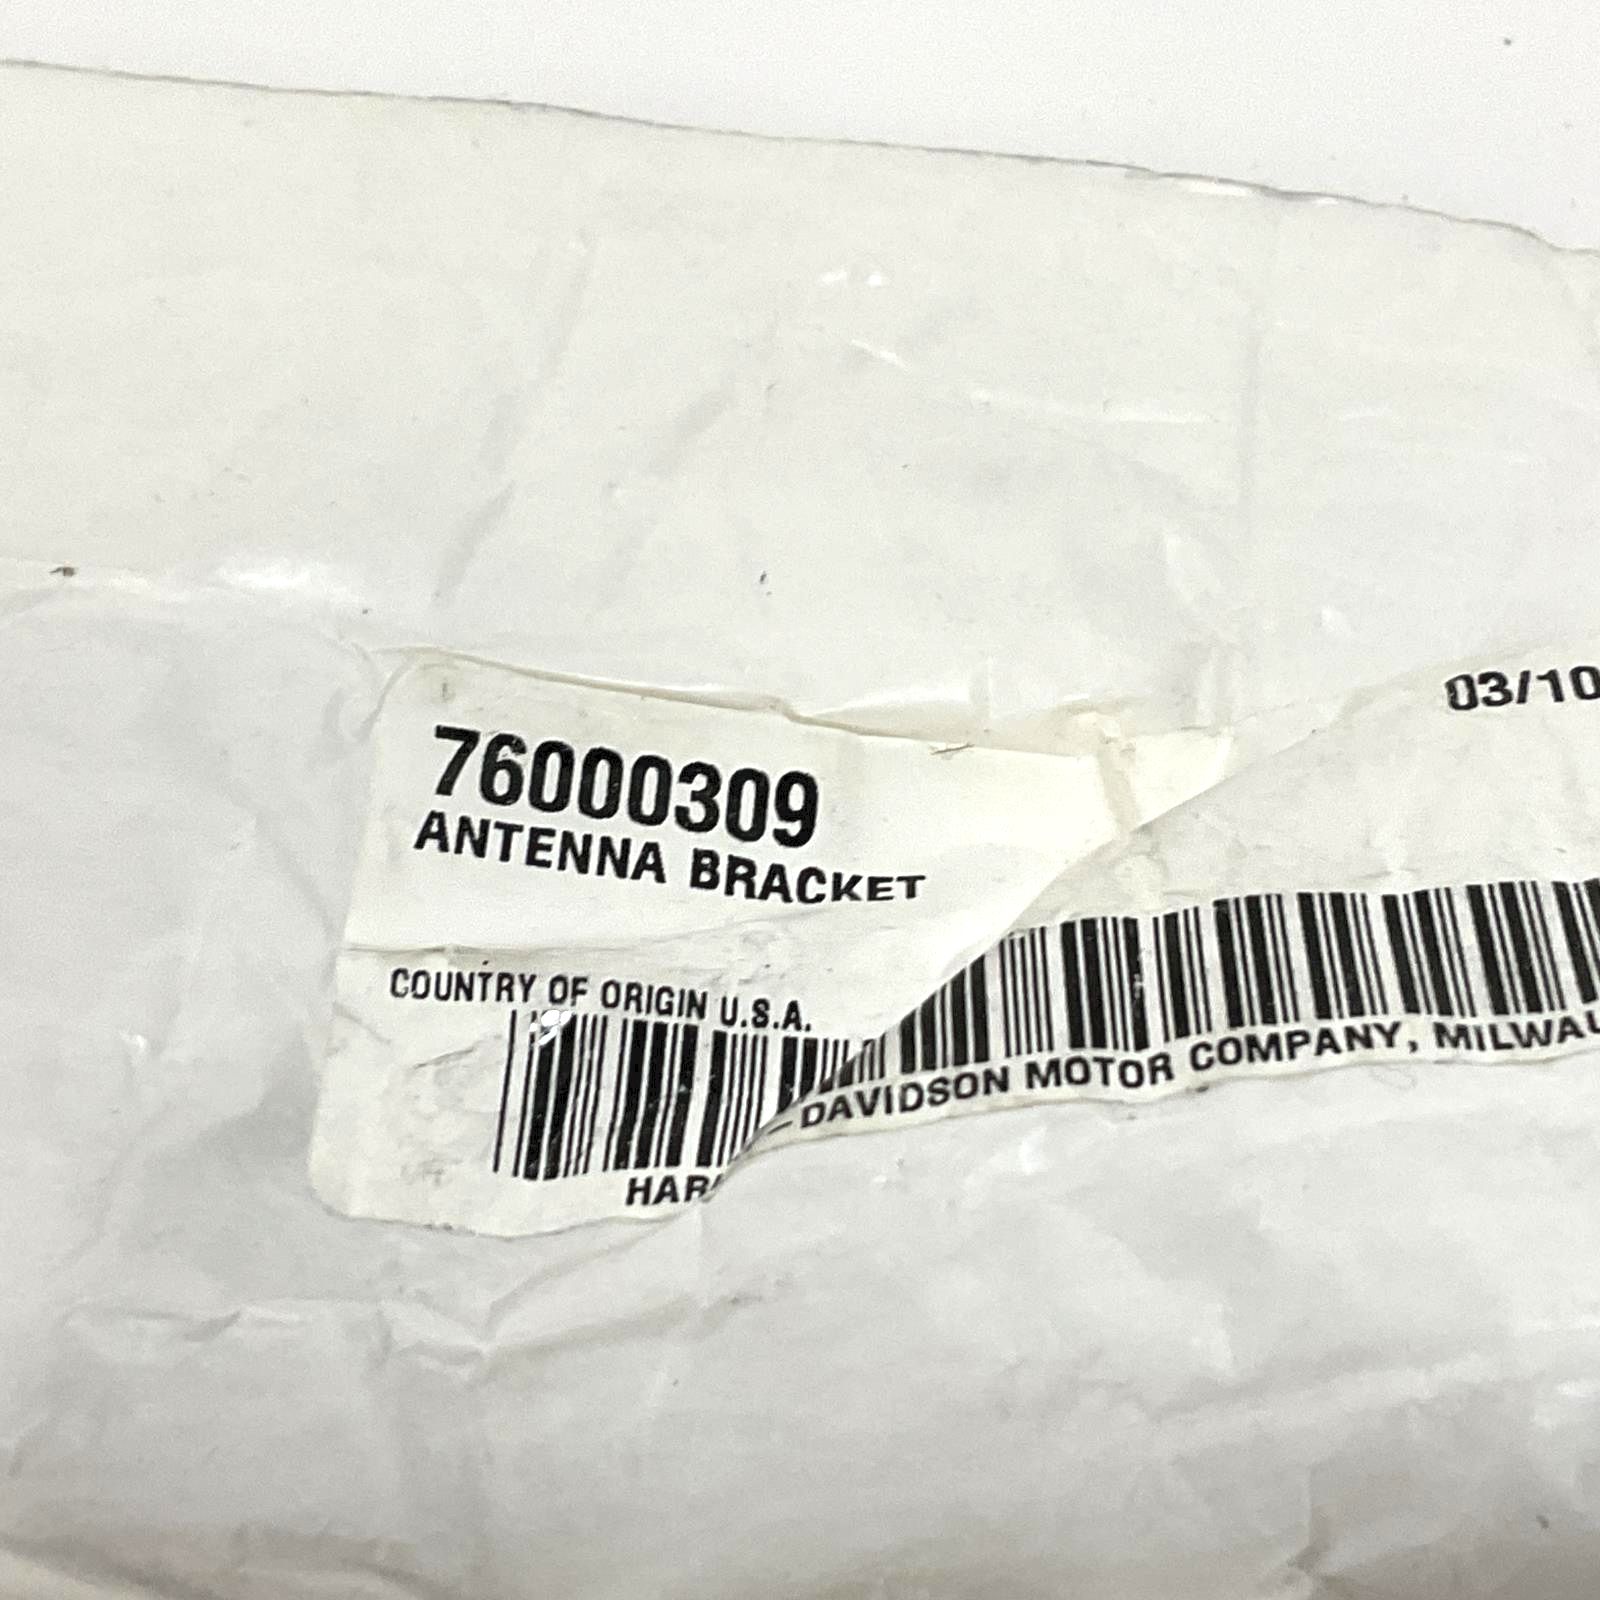 03/10
76000309
ANTENNA BRACKET
COUNTRY OF ORIGIN U.S.A.
HAR -DAVIDSON MOTOR COMPANY, MILWAU